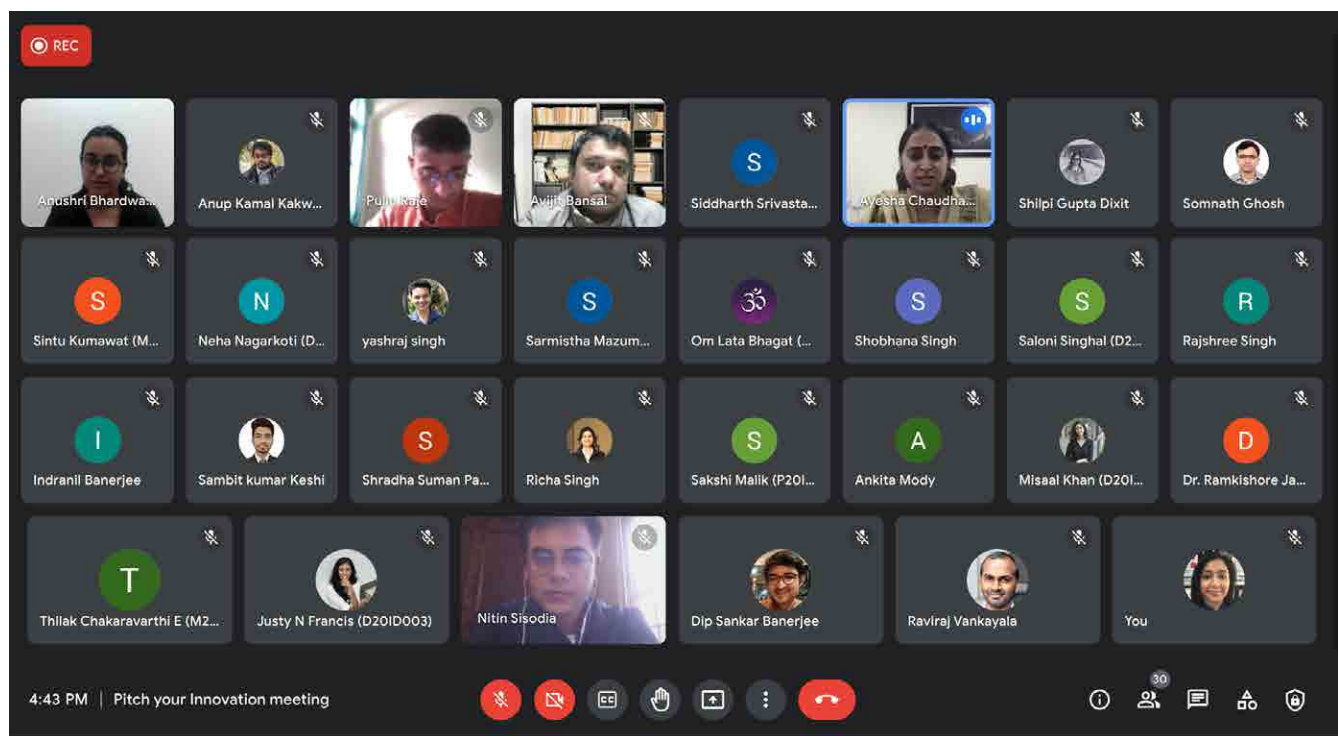 REC
Anushri Bhardwa...
Anup Kamal Kakw...
Pulit Raje
Avijit Bansal
S
Siddharth Srivasta...
Ayesha Chaudha...
Shilpi Gupta Dixit
Somnath Ghosh
S
Sintu Kumawat (M...
N
Neha Nagarkoti (D...
yashraj singh
S
Sarmistha Mazum...
ॐ
Om Lata Bhagat (...
S
Shobhana Singh
S
Saloni Singhal (D2...
R
Rajshree Singh
I
Indranil Banerjee
Sambit kumar Keshi
S
Shradha Suman Pa...
Richa Singh
S
Sakshi Malik (P20I...
A
Ankita Mody
Misaal Khan (D20I...
D
Dr. Ramkishore Ja...
T
Thilak Chakaravarthi E (M2...
Justy N Francis (D20ID003)
Nitin Sisodia
Dip Sankar Banerjee
Raviraj Vankayala
You
4:43 PM | Pitch your Innovation meeting
CC
30